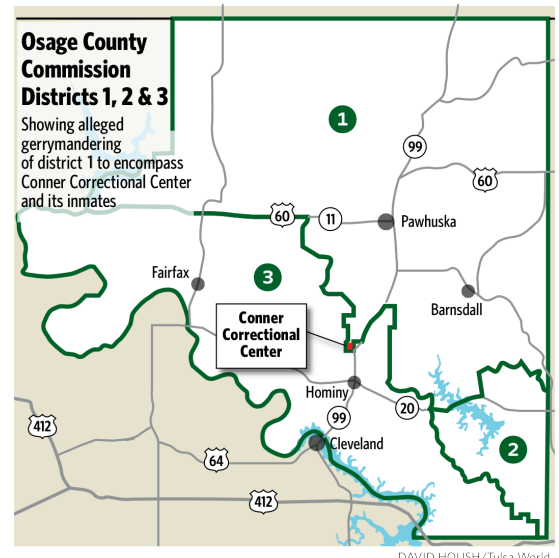 Osage County
Commission
Districts 1, 2 & 3
Showing alleged
gerrymandering
of district 1 to encompass
Conner Correctional Center
and its inmates
1
99
60
60
11
Pawhuska
Fairfax
3
Barnsdall
Conner
Correctional
Center
Hominy
99
20
412
Cleveland
2
64
412
DAVID HOUSH/Tulsa World